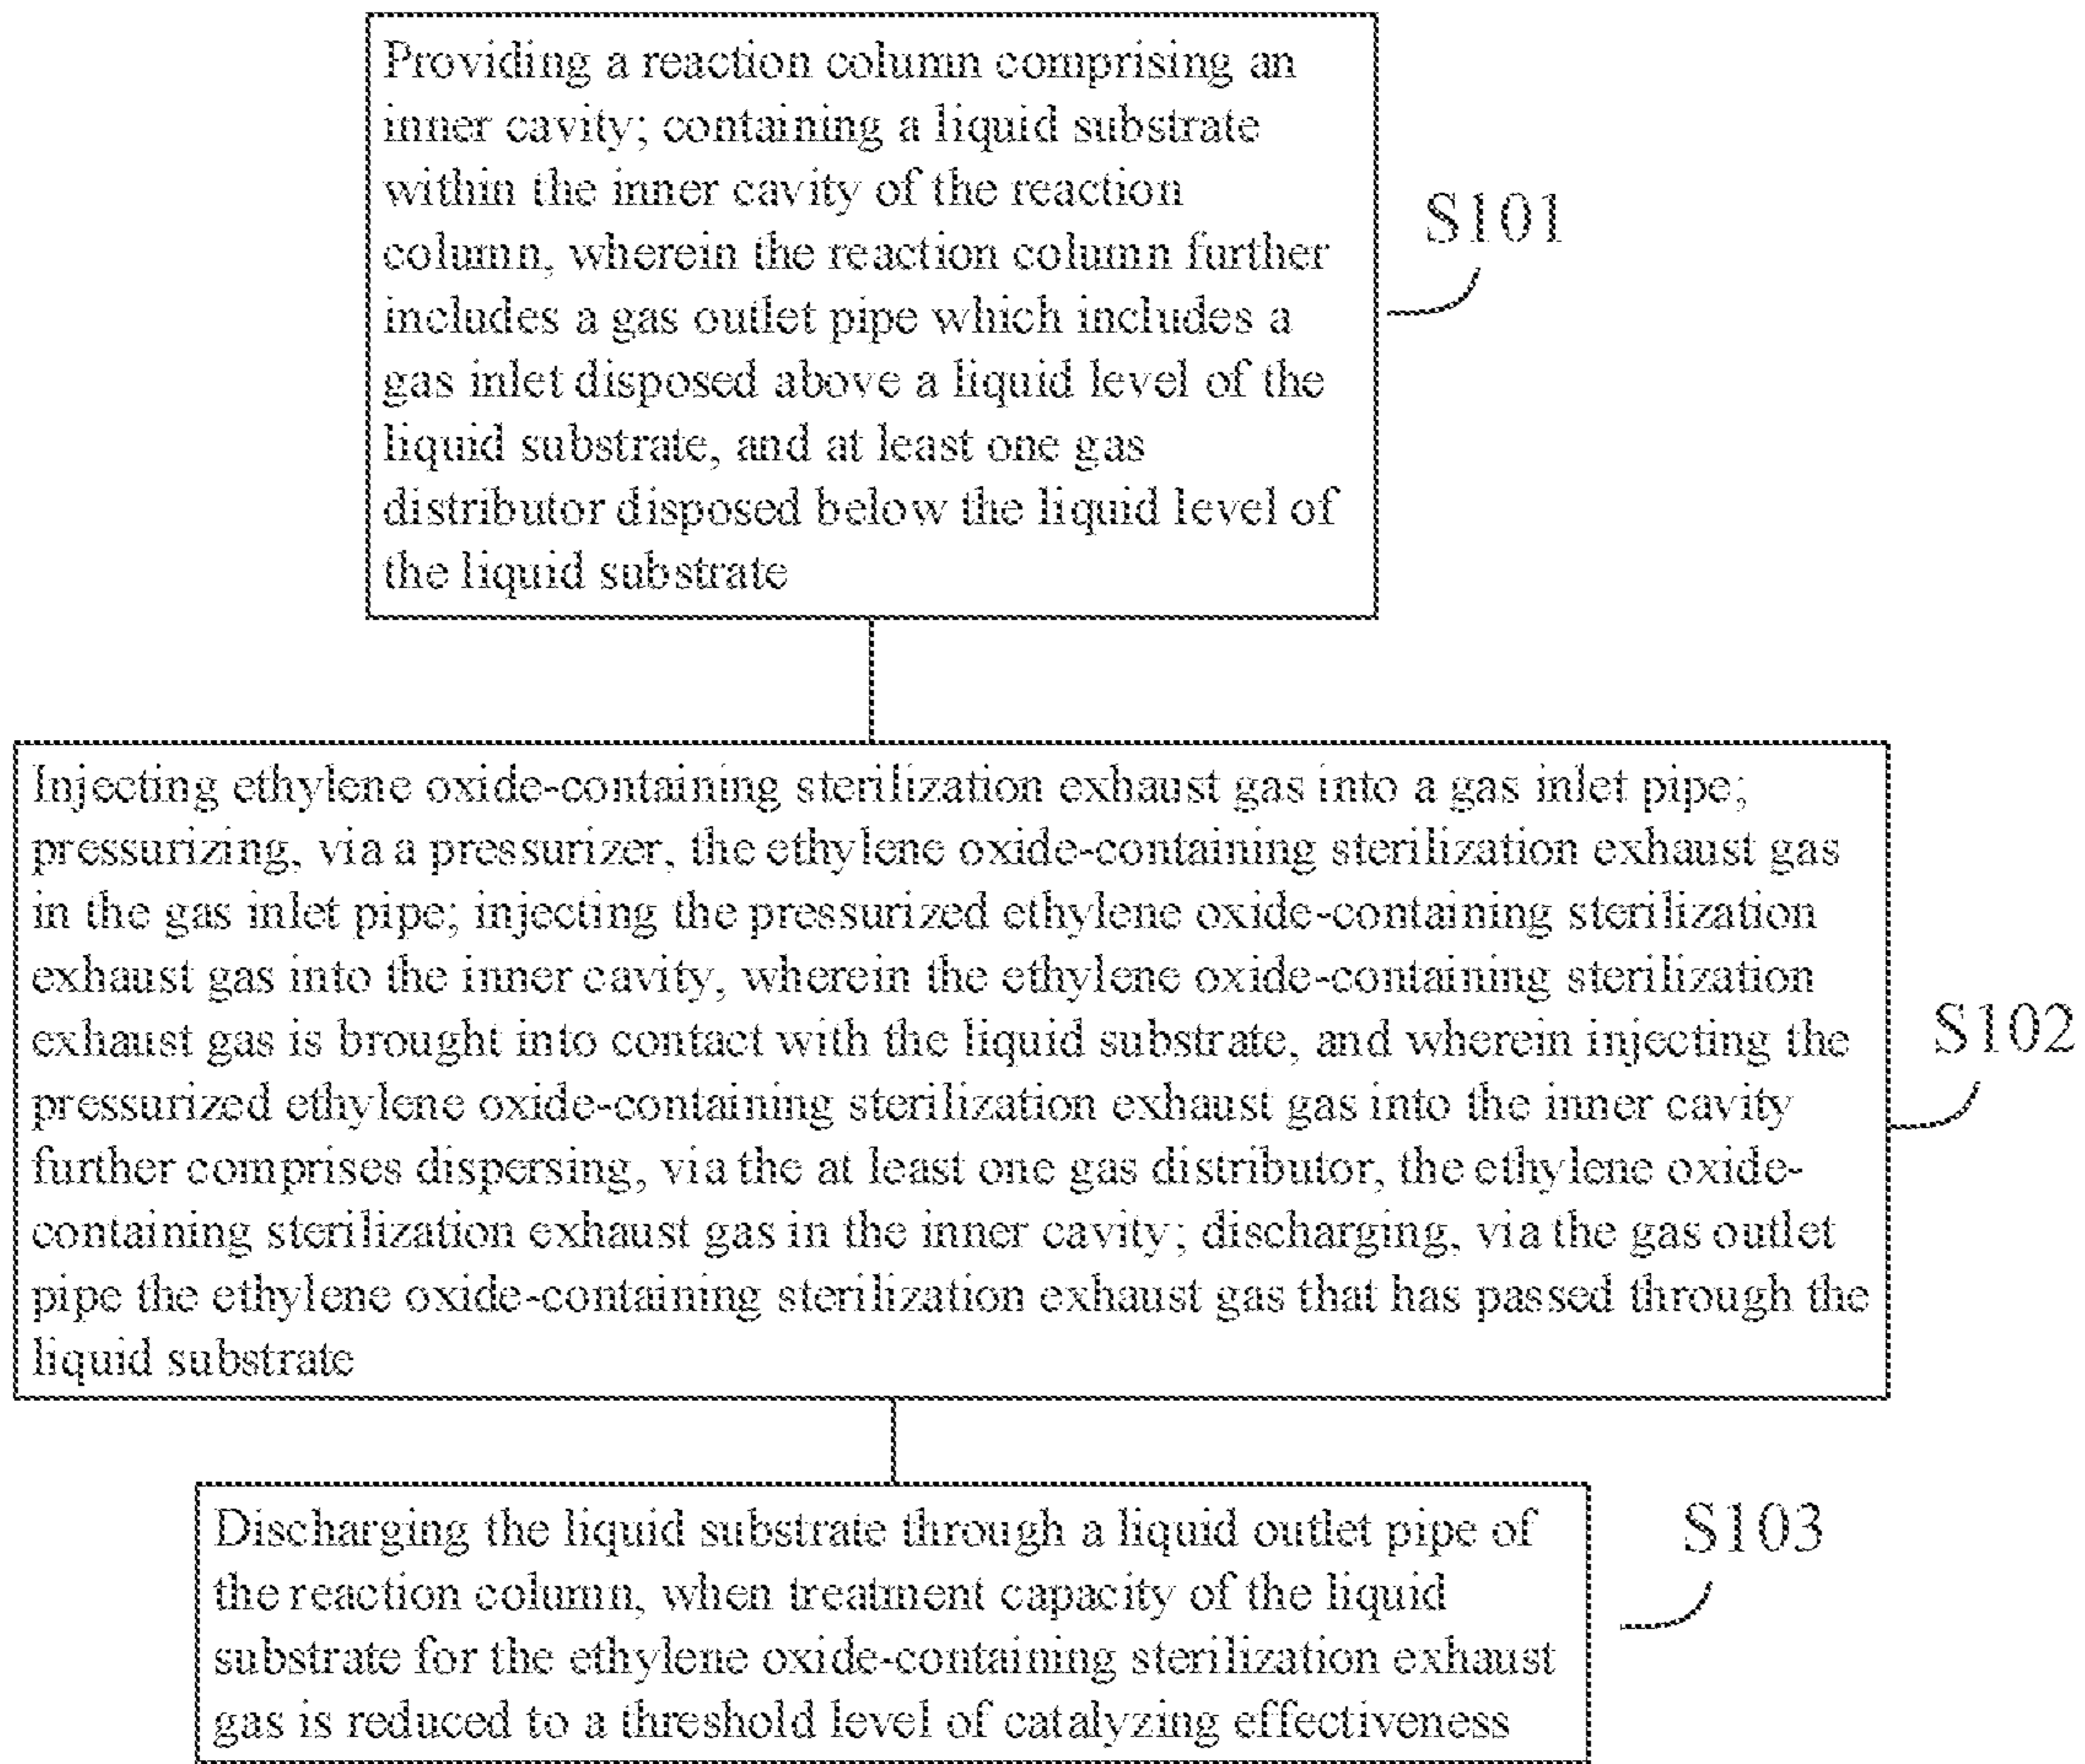 Providing a reaction column comprising an
inner cavity; containing a liquid substrate
within the inner cavity of the reaction
column, wherein the reaction column further
includes a gas outlet pipe which includes a
gas inlet disposed above a liquid level of the
liquid substrate, and at least one gas
distributor disposed below the liquid level of
the liquid substrate
S101
Injecting ethylene oxide-containing sterilization exhaust gas into a gas inlet pipe;
pressurizing, via a pressurizer, the ethylene oxide-containing sterilization exhaust gas
in the gas inlet pipe; injecting the pressurized ethylene oxide-containing sterilization
exhaust gas into the inner cavity, wherein the ethylene oxide-containing sterilization
exhaust gas is brought into contact with the liquid substrate, and wherein injecting the
pressurized ethylene oxide-containing sterilization exhaust gas into the inner cavity
further comprises dispersing, via the at least one gas distributor, the ethylene oxide-
containing sterilization exhaust gas in the inner cavity; discharging, via the gas outlet
pipe the ethylene oxide-containing sterilization exhaust gas that has passed through the
liquid substrate
S102
Discharging the liquid substrate through a liquid outlet pipe of
the reaction column, when treatment capacity of the liquid
substrate for the ethylene oxide-containing sterilization exhaust
gas is reduced to a threshold level of catalyzing effectiveness
S103